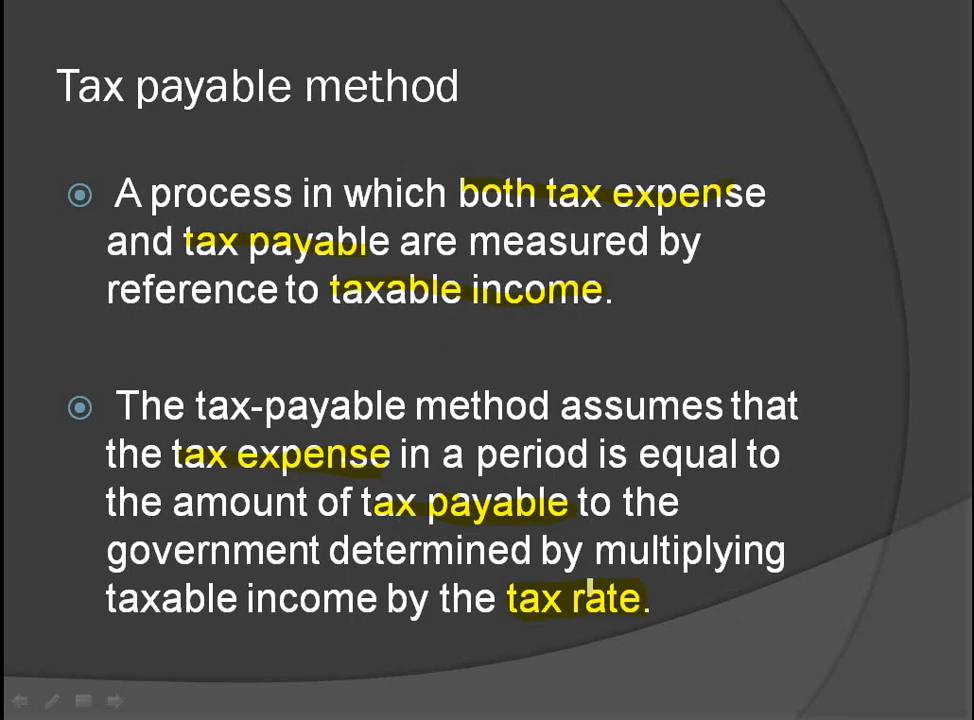 Tax payable method
A process in which both tax expense
and tax payable are measured by
reference to taxable income.
The tax-payable method assumes that
the tax expense in a period is equal to
the amount of tax payable to the
government determined by multiplying
taxable income by the tax rate.